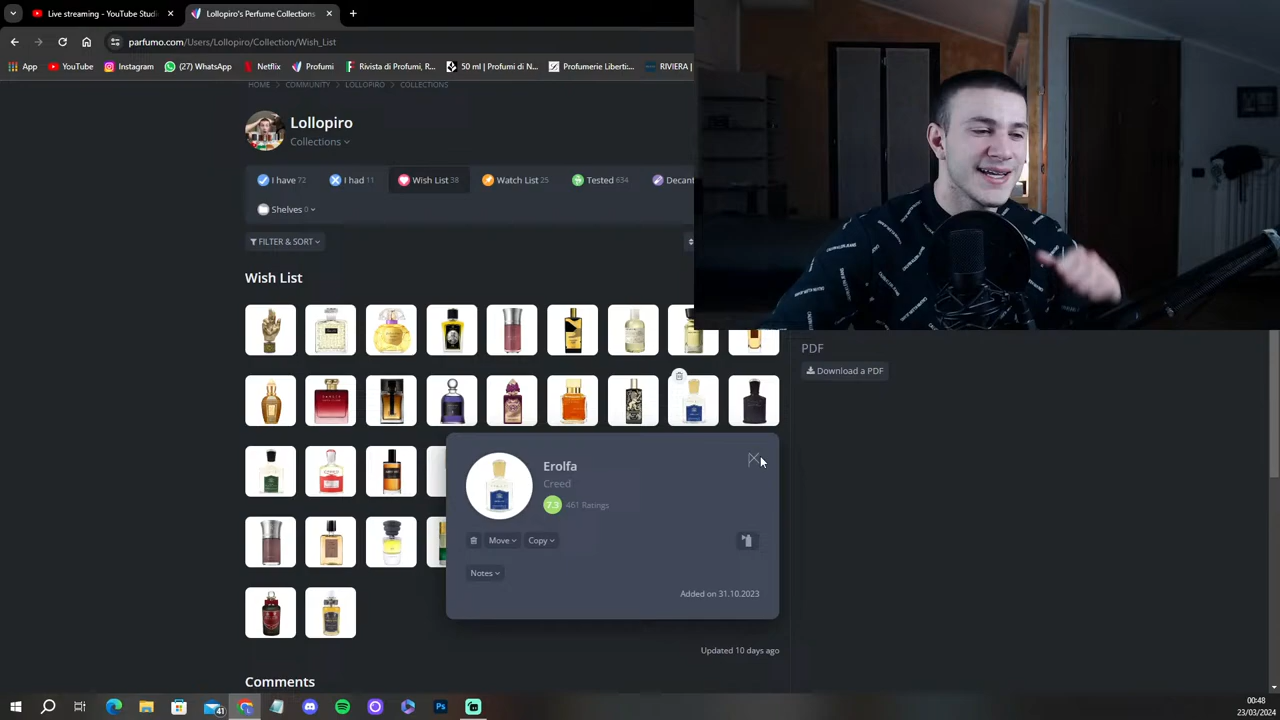 Live streaming - YouTube Studi
Lollopiro's Perfume Collections
parfumo.com/Users/Lollopiro/Collection/Wish_List
App
YouTube
Instagram
(27) WhatsApp
Netflix
Profumi
Rivista di Profumi, R...
50 ml | Profumi di N...
Profumerie Liberti:...
RIVIERA |
HOME
COMMUNITY
LOLLOPIRO
COLLECTIONS
Lollopiro
Collections
I have 72
I had 11
Wish List 38
Watch List 25
Tested 634
Decant
Shelves 0
FILTER & SORT
Wish List
PDF
Download a PDF
Erolfa
Creed
7.3 461 Ratings
Move
Copy
Notes
Added on 31.10.2023
Updated 10 days ago
Comments
41
00:48
23/03/2024